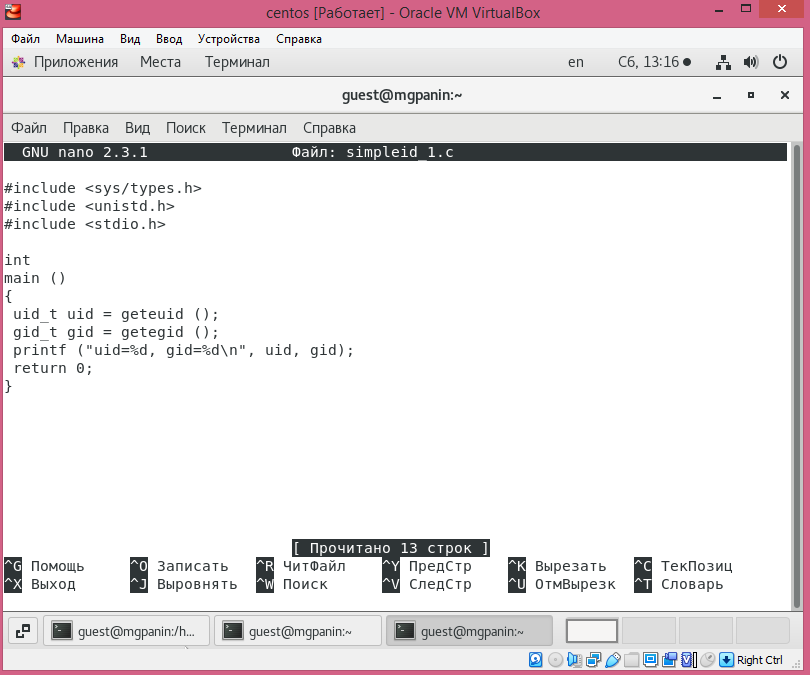 centos [Работает] - Oracle VM VirtualBox
Файл Машина Вид Ввод Устройства Справка
Приложения Места Терминал en Сб, 13:16
guest@mgpanin:~
Файл Правка Вид Поиск Терминал Справка
GNU nano 2.3.1 Файл: simpleid_1.c
#include <sys/types.h>
#include <unistd.h>
#include <stdio.h>
int
main ()
{
uid_t uid = geteuid ();
gid_t gid = getegid ();
printf ("uid=%d, gid=%d\n", uid, gid);
return 0;
}
[ Прочитано 13 строк ]
^G Помощь ^O Записать ^R ЧитФайл ^Y ПредСтр ^K Вырезать ^C ТекПозиц
^X Выход ^J Выровнять ^W Поиск ^V СледСтр ^U ОтмВырезк ^T Словарь
guest@mgpanin:/h... guest@mgpanin:~ guest@mgpanin:~
Right Ctrl